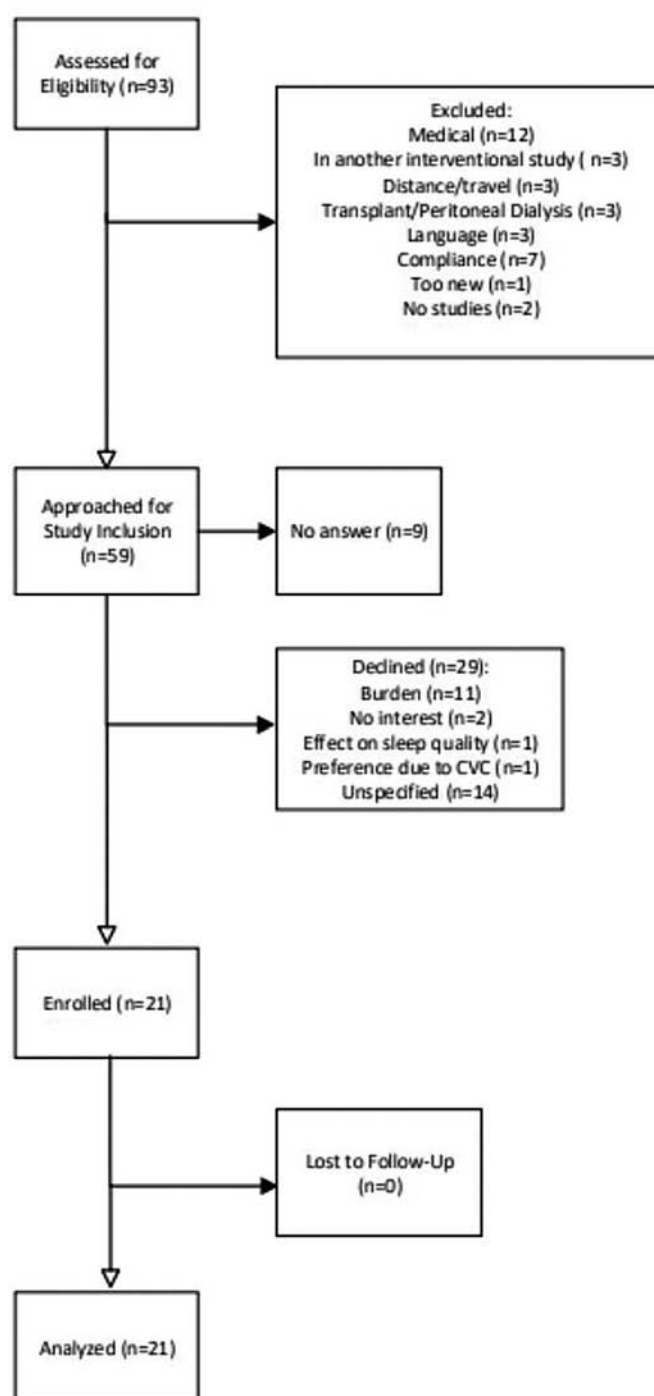 Assessed for
Eligibility (n=93)
Excluded:
Medical (n=12)
In another interventional study ( n=3)
Distance/travel (n=3)
Transplant/Peritoneal Dialysis (n=3)
Language (n=3)
Compliance (n=7)
Too new (n=1)
No studies (n=2)
Approached for
Study Inclusion
(n=59)
No answer (n=9)
Declined (n=29):
Burden (n=11)
No interest (n=2)
Effect on sleep quality (n=1)
Preference due to CVC (n=1)
Unspecified (n=14)
Enrolled (n=21)
Lost to Follow-Up
(n=0)
Analyzed (n=21)